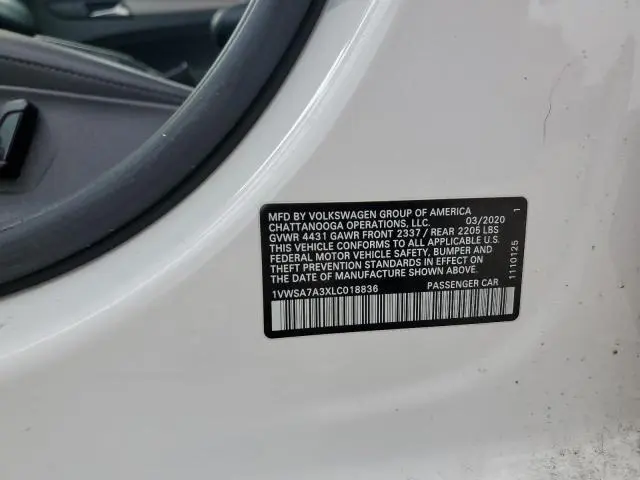 MFD BY VOLKSWAGEN GROUP OF AMERICA
CHATTANOOGA OPERATIONS, LLC. 03/2020
GVWR 4431 GAWR FRONT 2337 / REAR 2205 LBS
THIS VEHICLE CONFORMS TO ALL APPLICABLE U.S.
FEDERAL MOTOR VEHICLE SAFETY, BUMPER AND
THEFT PREVENTION STANDARDS IN EFFECT ON
THE DATE OF MANUFACTURE SHOWN ABOVE.
1VWSA7A3XLC018836 PASSENGER CAR
1110125 1